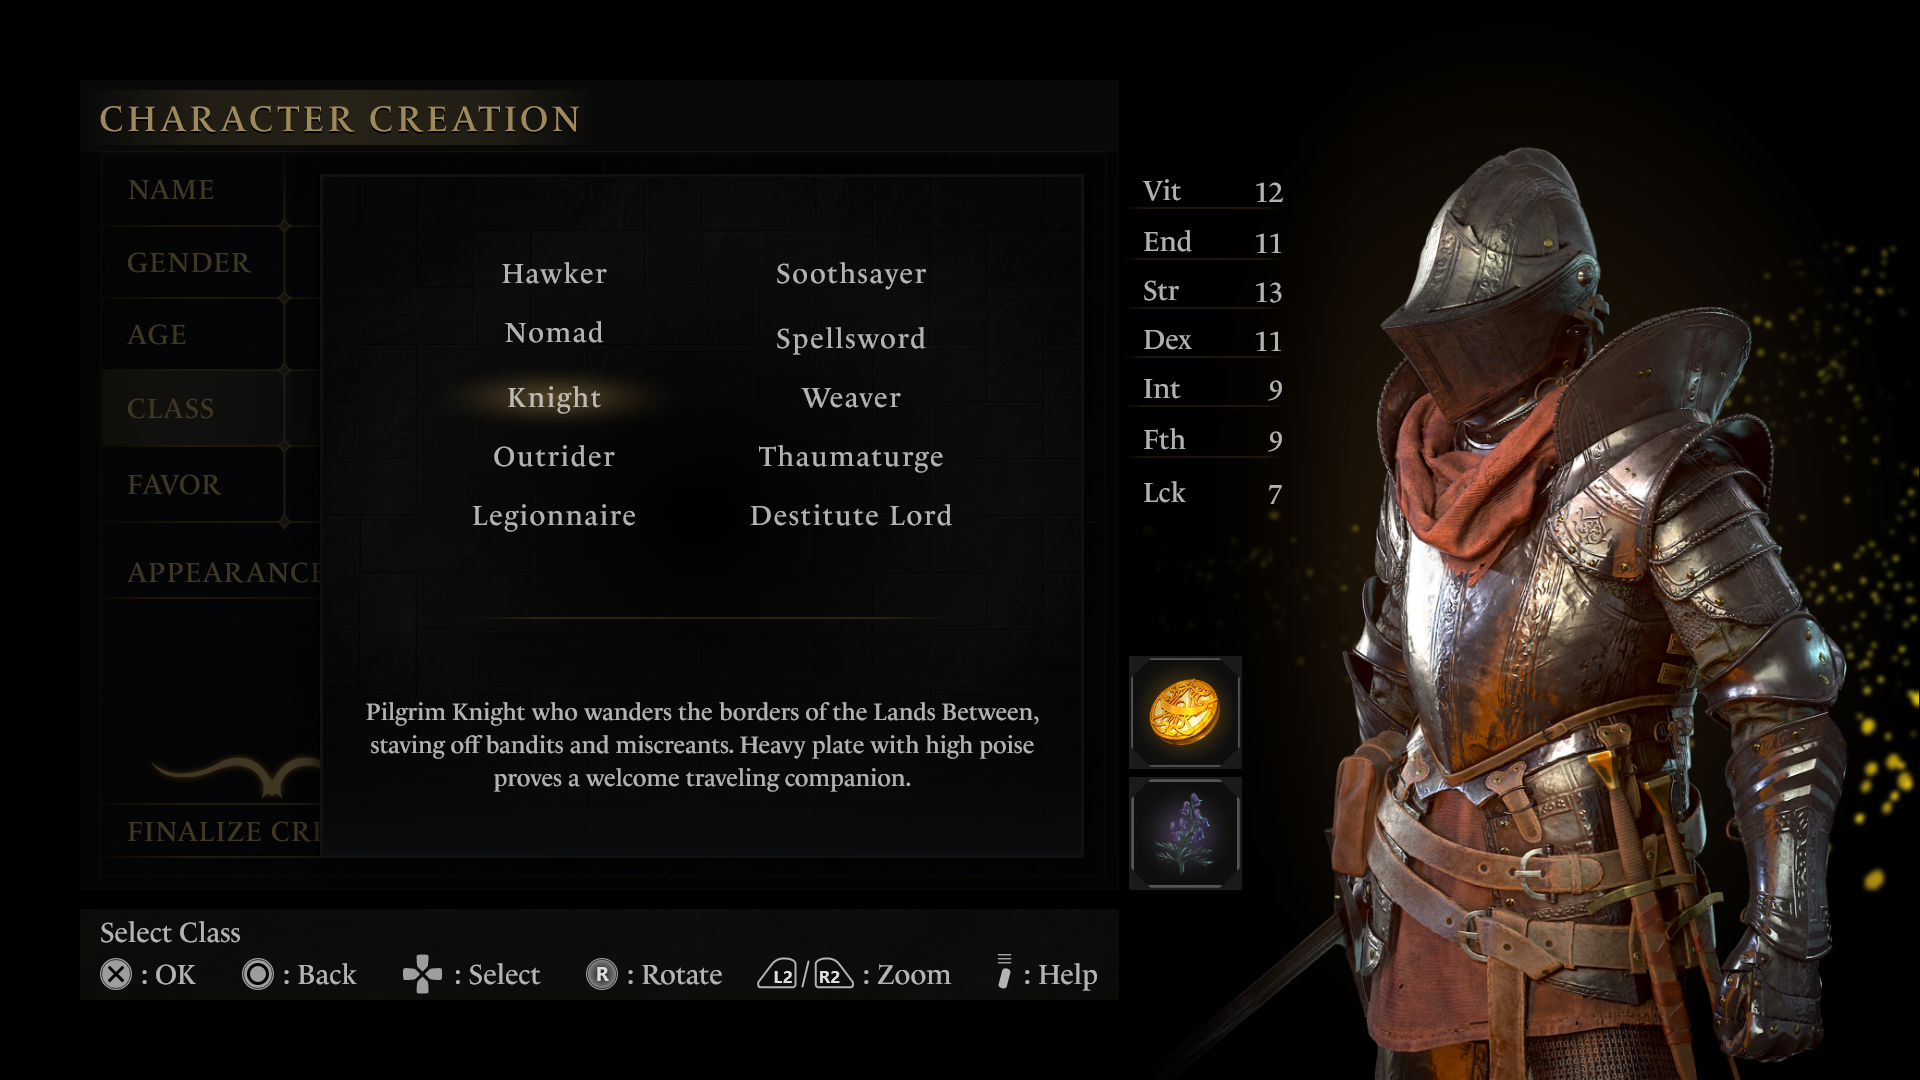 CHARACTER CREATION
NAME
GENDER
AGE
CLASS
FAVOR
APPEARANCE
FINALIZE CRE
Hawker
Nomad
Knight
Outrider
Legionnaire
Soothsayer
Spellsword
Weaver
Thaumaturge
Destitute Lord
Pilgrim Knight who wanders the borders of the Lands Between,
staving off bandits and miscreants. Heavy plate with high poise
proves a welcome traveling companion.
Vit 12
End 11
Str 13
Dex 11
Int 9
Fth 9
Lck 7
Select Class
: OK : Back : Select R : Rotate L2 / R2 : Zoom : Help